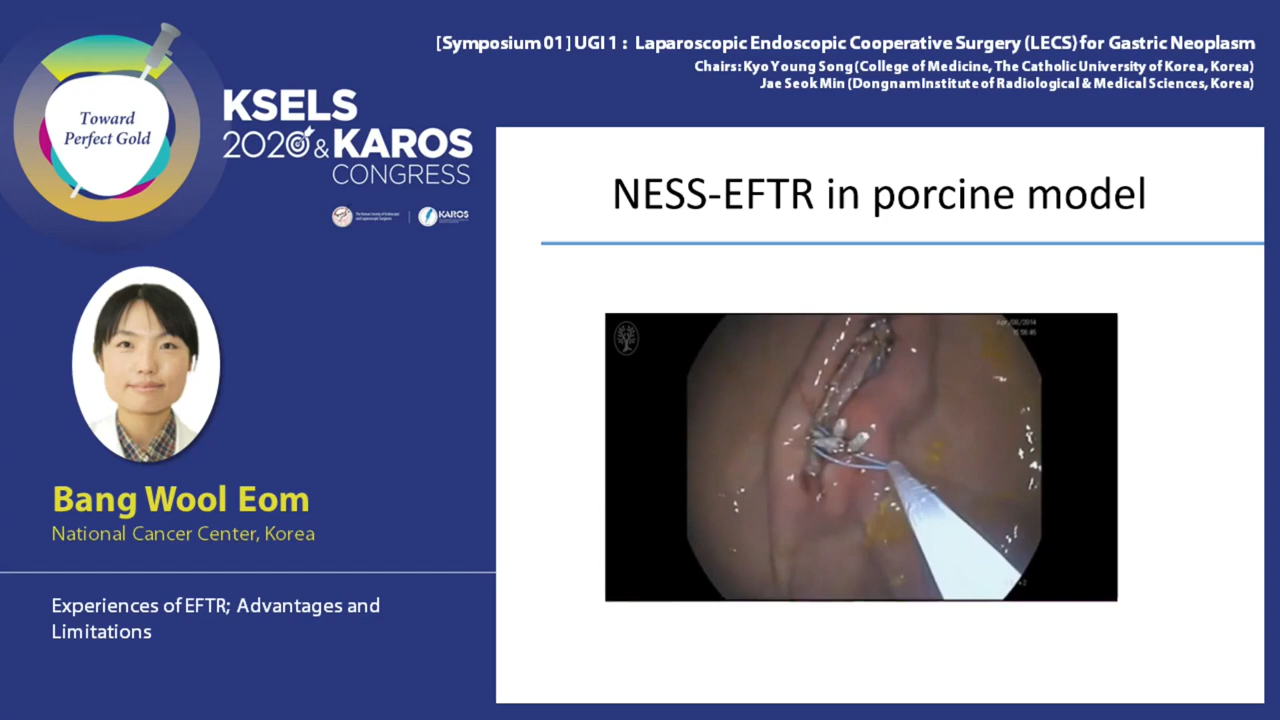 [Symposium 01] UGI 1 : Laparoscopic Endoscopic Cooperative Surgery (LECS) for Gastric Neoplasm
Chairs: Kyo Young Song (College of Medicine, The Catholic University of Korea, Korea)
Jae Seok Min (Dongnam Institute of Radiological & Medical Sciences, Korea)
Toward
Perfect Gold
KSELS
2020 & KAROS
CONGRESS
KAROS
NESS-EFTR in porcine model
Bang Wool Eom
National Cancer Center, Korea
Experiences of EFTR; Advantages and
Limitations